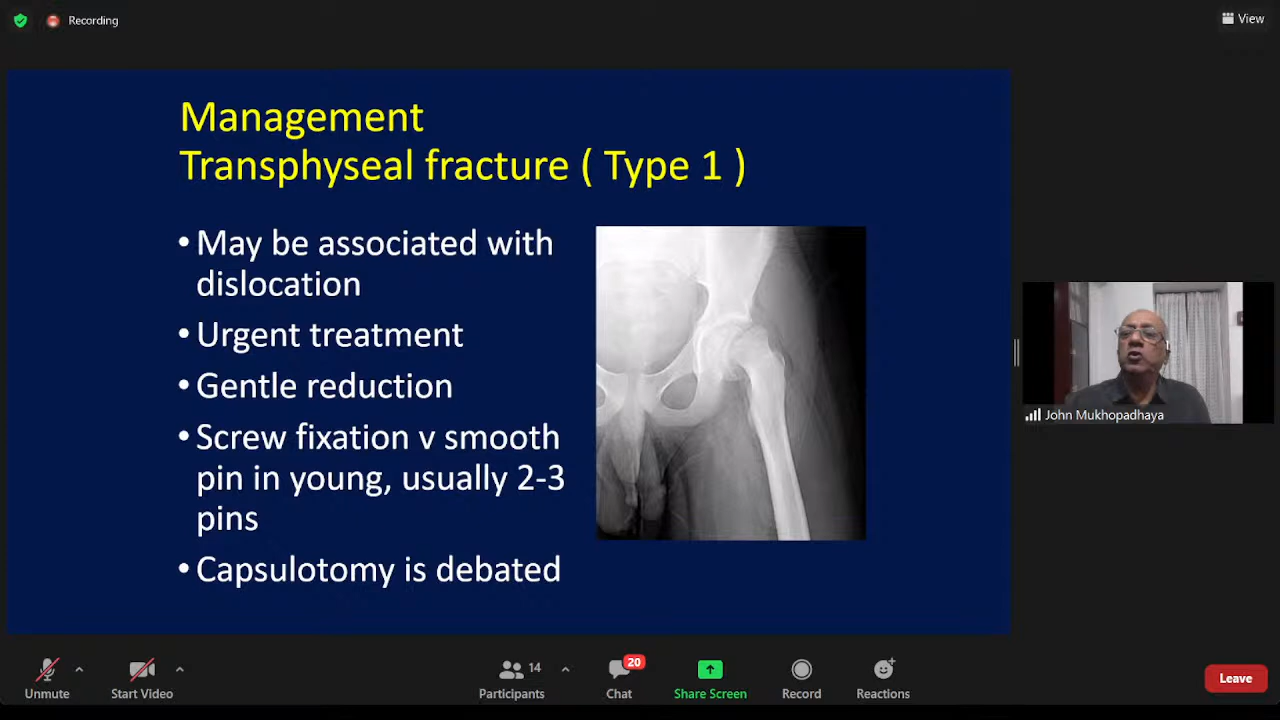 Recording
View
Management
Transphyseal fracture ( Type 1 )
• May be associated with
dislocation
• Urgent treatment
• Gentle reduction
• Screw fixation v smooth
pin in young, usually 2-3
pins
• Capsulotomy is debated
John Mukhopadhaya
Unmute
Start Video
14
Participants
20
Chat
Share Screen
Record
Reactions
Leave